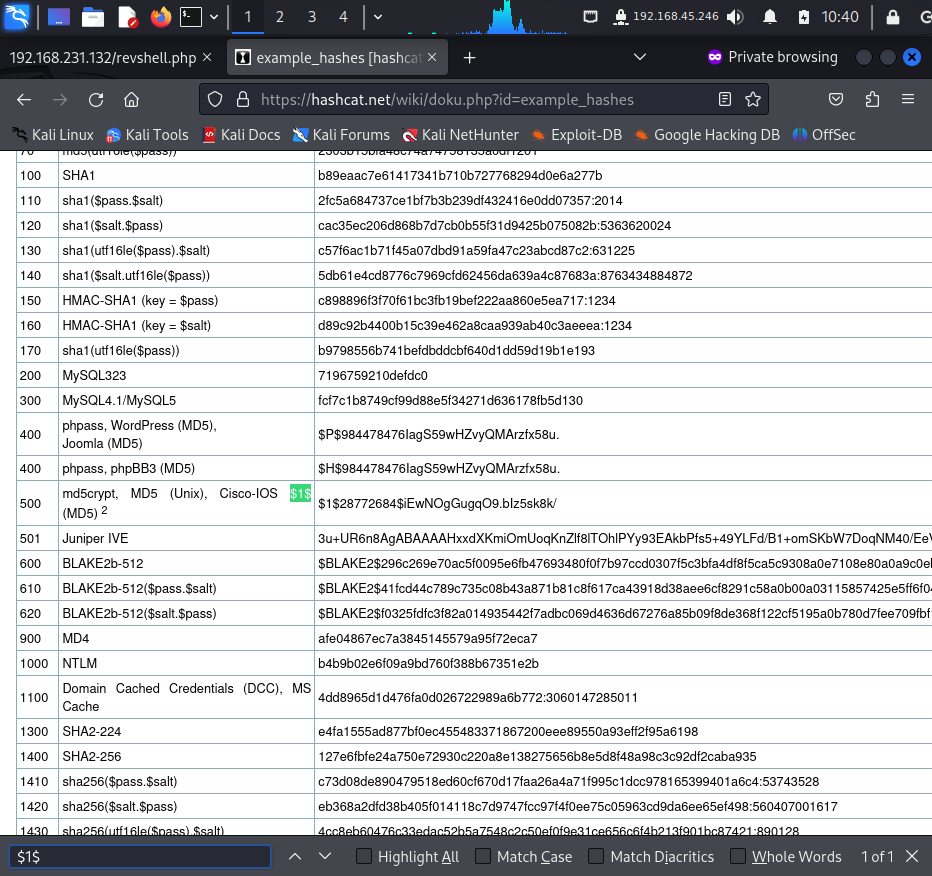 1 2 3 4 192.168.45.246 10:40
192.168.231.132/revshell.php example_hashes [hashcat Private browsing
https://hashcat.net/wiki/doku.php?id=example_hashes
Kali Linux Kali Tools Kali Docs Kali Forums Kali NetHunter Exploit-DB Google Hacking DB OffSec
70 md5(utf16le($pass)) 2303b15bfa48c74a74758135a0df1201
100 SHA1 b89eaac7e61417341b710b727768294d0e6a277b
110 sha1($pass.$salt) 2fc5a684737ce1bf7b3b239df432416e0dd07357:2014
120 sha1($salt.$pass) cac35ec206d868b7d7cb0b55f31d9425b075082b:5363620024
130 sha1(utf16le($pass).$salt) c57f6ac1b71f45a07dbd91a59fa47c23abcd87c2:631225
140 sha1($salt.utf16le($pass)) 5db61e4cd8776c7969cfd62456da639a4c87683a:8763434884872
150 HMAC-SHA1 (key = $pass) c898896f3f70f61bc3fb19bef222aa860e5ea717:1234
160 HMAC-SHA1 (key = $salt) d89c92b4400b15c39e462a8caa939ab40c3aeeea:1234
170 sha1(utf16le($pass)) b9798556b741befdbddcbf640d1dd59d19b1e193
200 MySQL323 7196759210defdc0
300 MySQL4.1/MySQL5 fcf7c1b8749cf99d88e5f34271d636178fb5d130
400 phpass, WordPress (MD5),
Joomla (MD5) $P$984478476IagS59wHZvyQMArzfx58u.
400 phpass, phpBB3 (MD5) $H$984478476IagS59wHZvyQMArzfx58u.
500 md5crypt, MD5 (Unix), Cisco-IOS $1$
(MD5) 2 $1$28772684$iEwNOgGugqO9.bIz5sk8k/
501 Juniper IVE 3u+UR6n8AgABAAAAHxxdXKmiOmUoqKnZlf8lTOhlPYy93EAkbPfs5+49YLFd/B1+omSKbW7DoqNM40/EeV
600 BLAKE2b-512 $BLAKE2$296c269e70ac5f0095e6fb47693480f0f7b97ccd0307f5c3bfa4df8f5ca5c9308a0e7108e80a0a9c0eb
610 BLAKE2b-512($pass.$salt) $BLAKE2$41fcd44c789c735c08b43a871b81c8f617ca43918d38aee6cf8291c58a0b00a03115857425e5ff6f04
620 BLAKE2b-512($salt.$pass) $BLAKE2$f0325fdfc3f82a014935442f7adbc069d4636d67276a85b09f8de368f122cf5195a0b780d7fee709fbf
900 MD4 afe04867ec7a3845145579a95f72eca7
1000 NTLM b4b9b02e6f09a9bd760f388b67351e2b
1100 Domain Cached Credentials (DCC), MS
Cache 4dd8965d1d476fa0d026722989a6b772:3060147285011
1300 SHA2-224 e4fa1555ad877bf0ec455483371867200eee89550a93eff2f95a6198
1400 SHA2-256 127e6fbfe24a750e72930c220a8e138275656b8e5d8f48a98c3c92df2caba935
1410 sha256($pass.$salt) c73d08de890479518ed60cf670d17faa26a4a71f995c1dcc978165399401a6c4:53743528
1420 sha256($salt.$pass) eb368a2dfd38b405f014118c7d9747fcc97f4f0ee75c05963cd9da6ee65ef498:560407001617
1430 sha256(utf16le($pass).$salt) 4cc8eb60476c33edac52b5a7548c2c50ef0f9e31ce656c6f4b213f901bc87421:890128
$1$ Highlight All Match Case Match Diacritics Whole Words 1 of 1